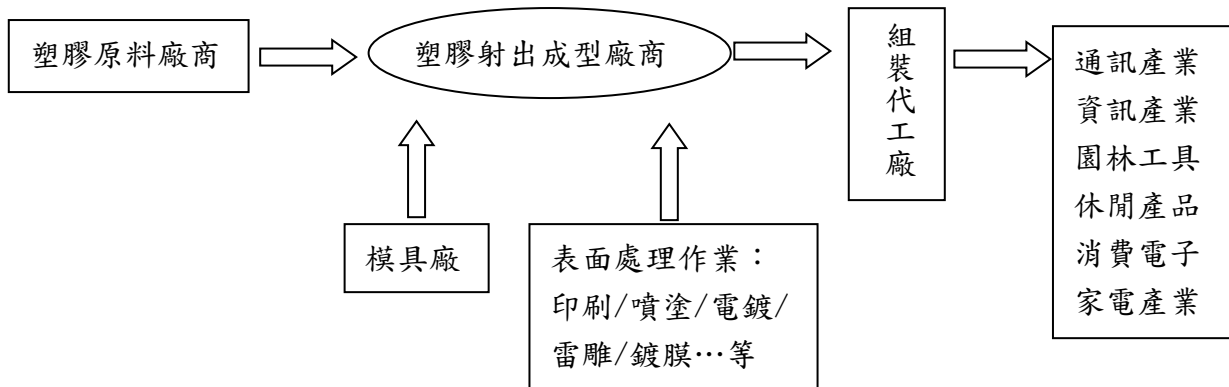 塑膠原料廠商
塑膠射出成型廠商
組裝代工廠
通訊產業
資訊產業
園林工具
休閒產品
消費電子
家電產業
模具廠
表面處理作業：
印刷/噴塗/電鍍/
雷雕/鍍膜…等